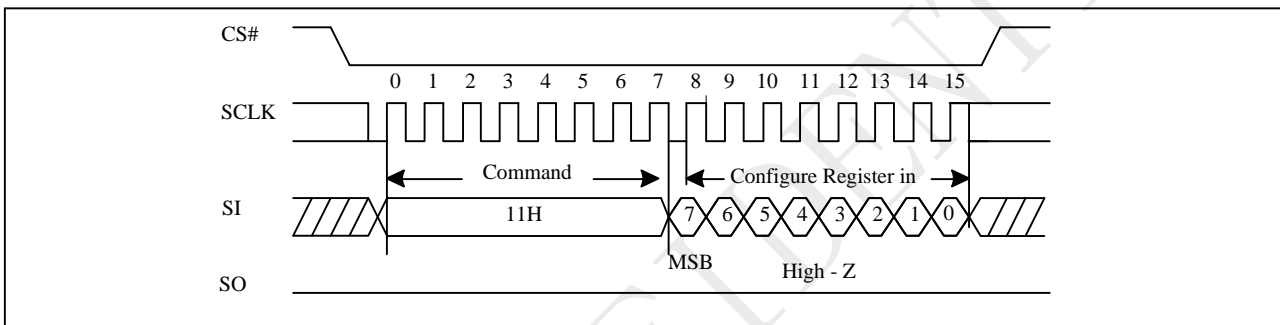 CS#
0 1 2 3 4 5 6 7 8 9 10 11 12 13 14 15
SCLK
Command Configure Register in
SI 11H 7 6 5 4 3 2 1 0
MSB High - Z
SO